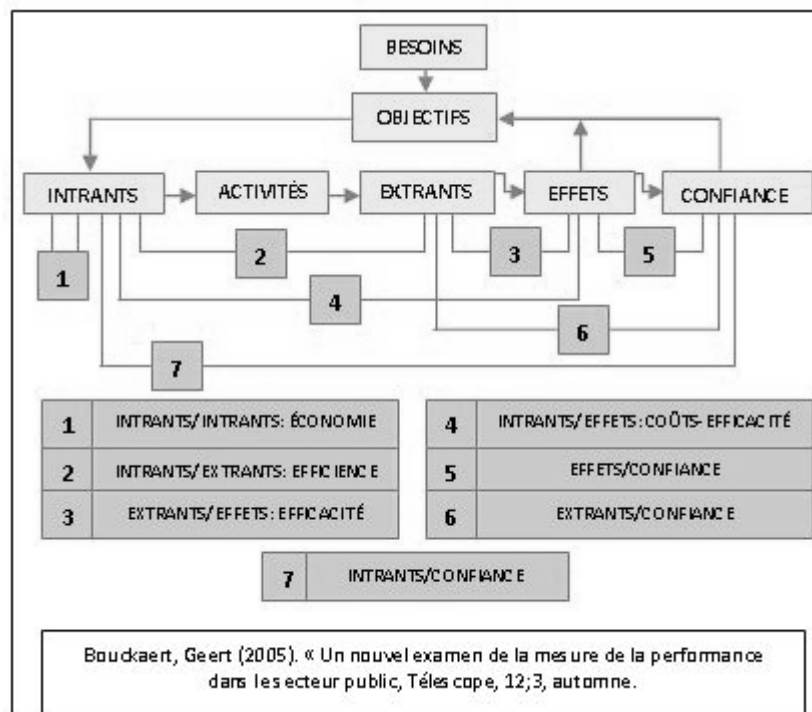 BESOINS
OBJECTIFS
INTRANTS
ACTIVITÉS
EXTRANTS
EFFETS
CONFIANCE
1
2
3
5
4
6
7
1 INTRANTS/INTRANTS: ÉCONOMIE
2 INTRANTS/EXTRANTS: EFFICIENCE
3 EXTRANTS/EFFETS: EFFICACITÉ
4 INTRANTS/EFFETS: COÛTS-EFFICACITÉ
5 EFFETS/CONFIANCE
6 EXTRANTS/CONFIANCE
7 INTRANTS/CONFIANCE
Bouckaert, Geert (2005). « Un nouvel examen de la mesure de la performance
dans le secteur public, Télescope, 12;3, automne.